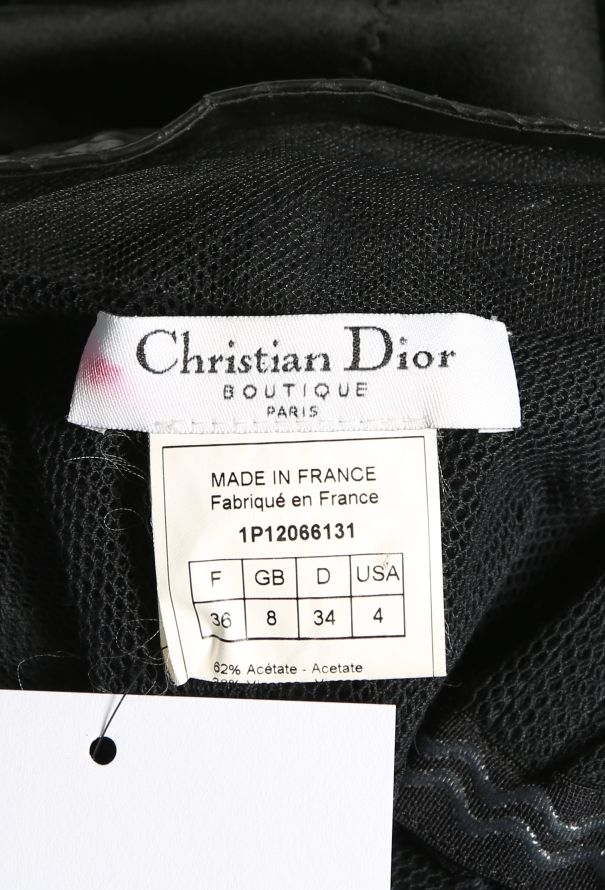 Christian Dior
BOUTIQUE
PARIS
MADE IN FRANCE
Fabriqué en France
1P12066131
F GB D USA
36 8 34 4
62% Acétate - Acetate